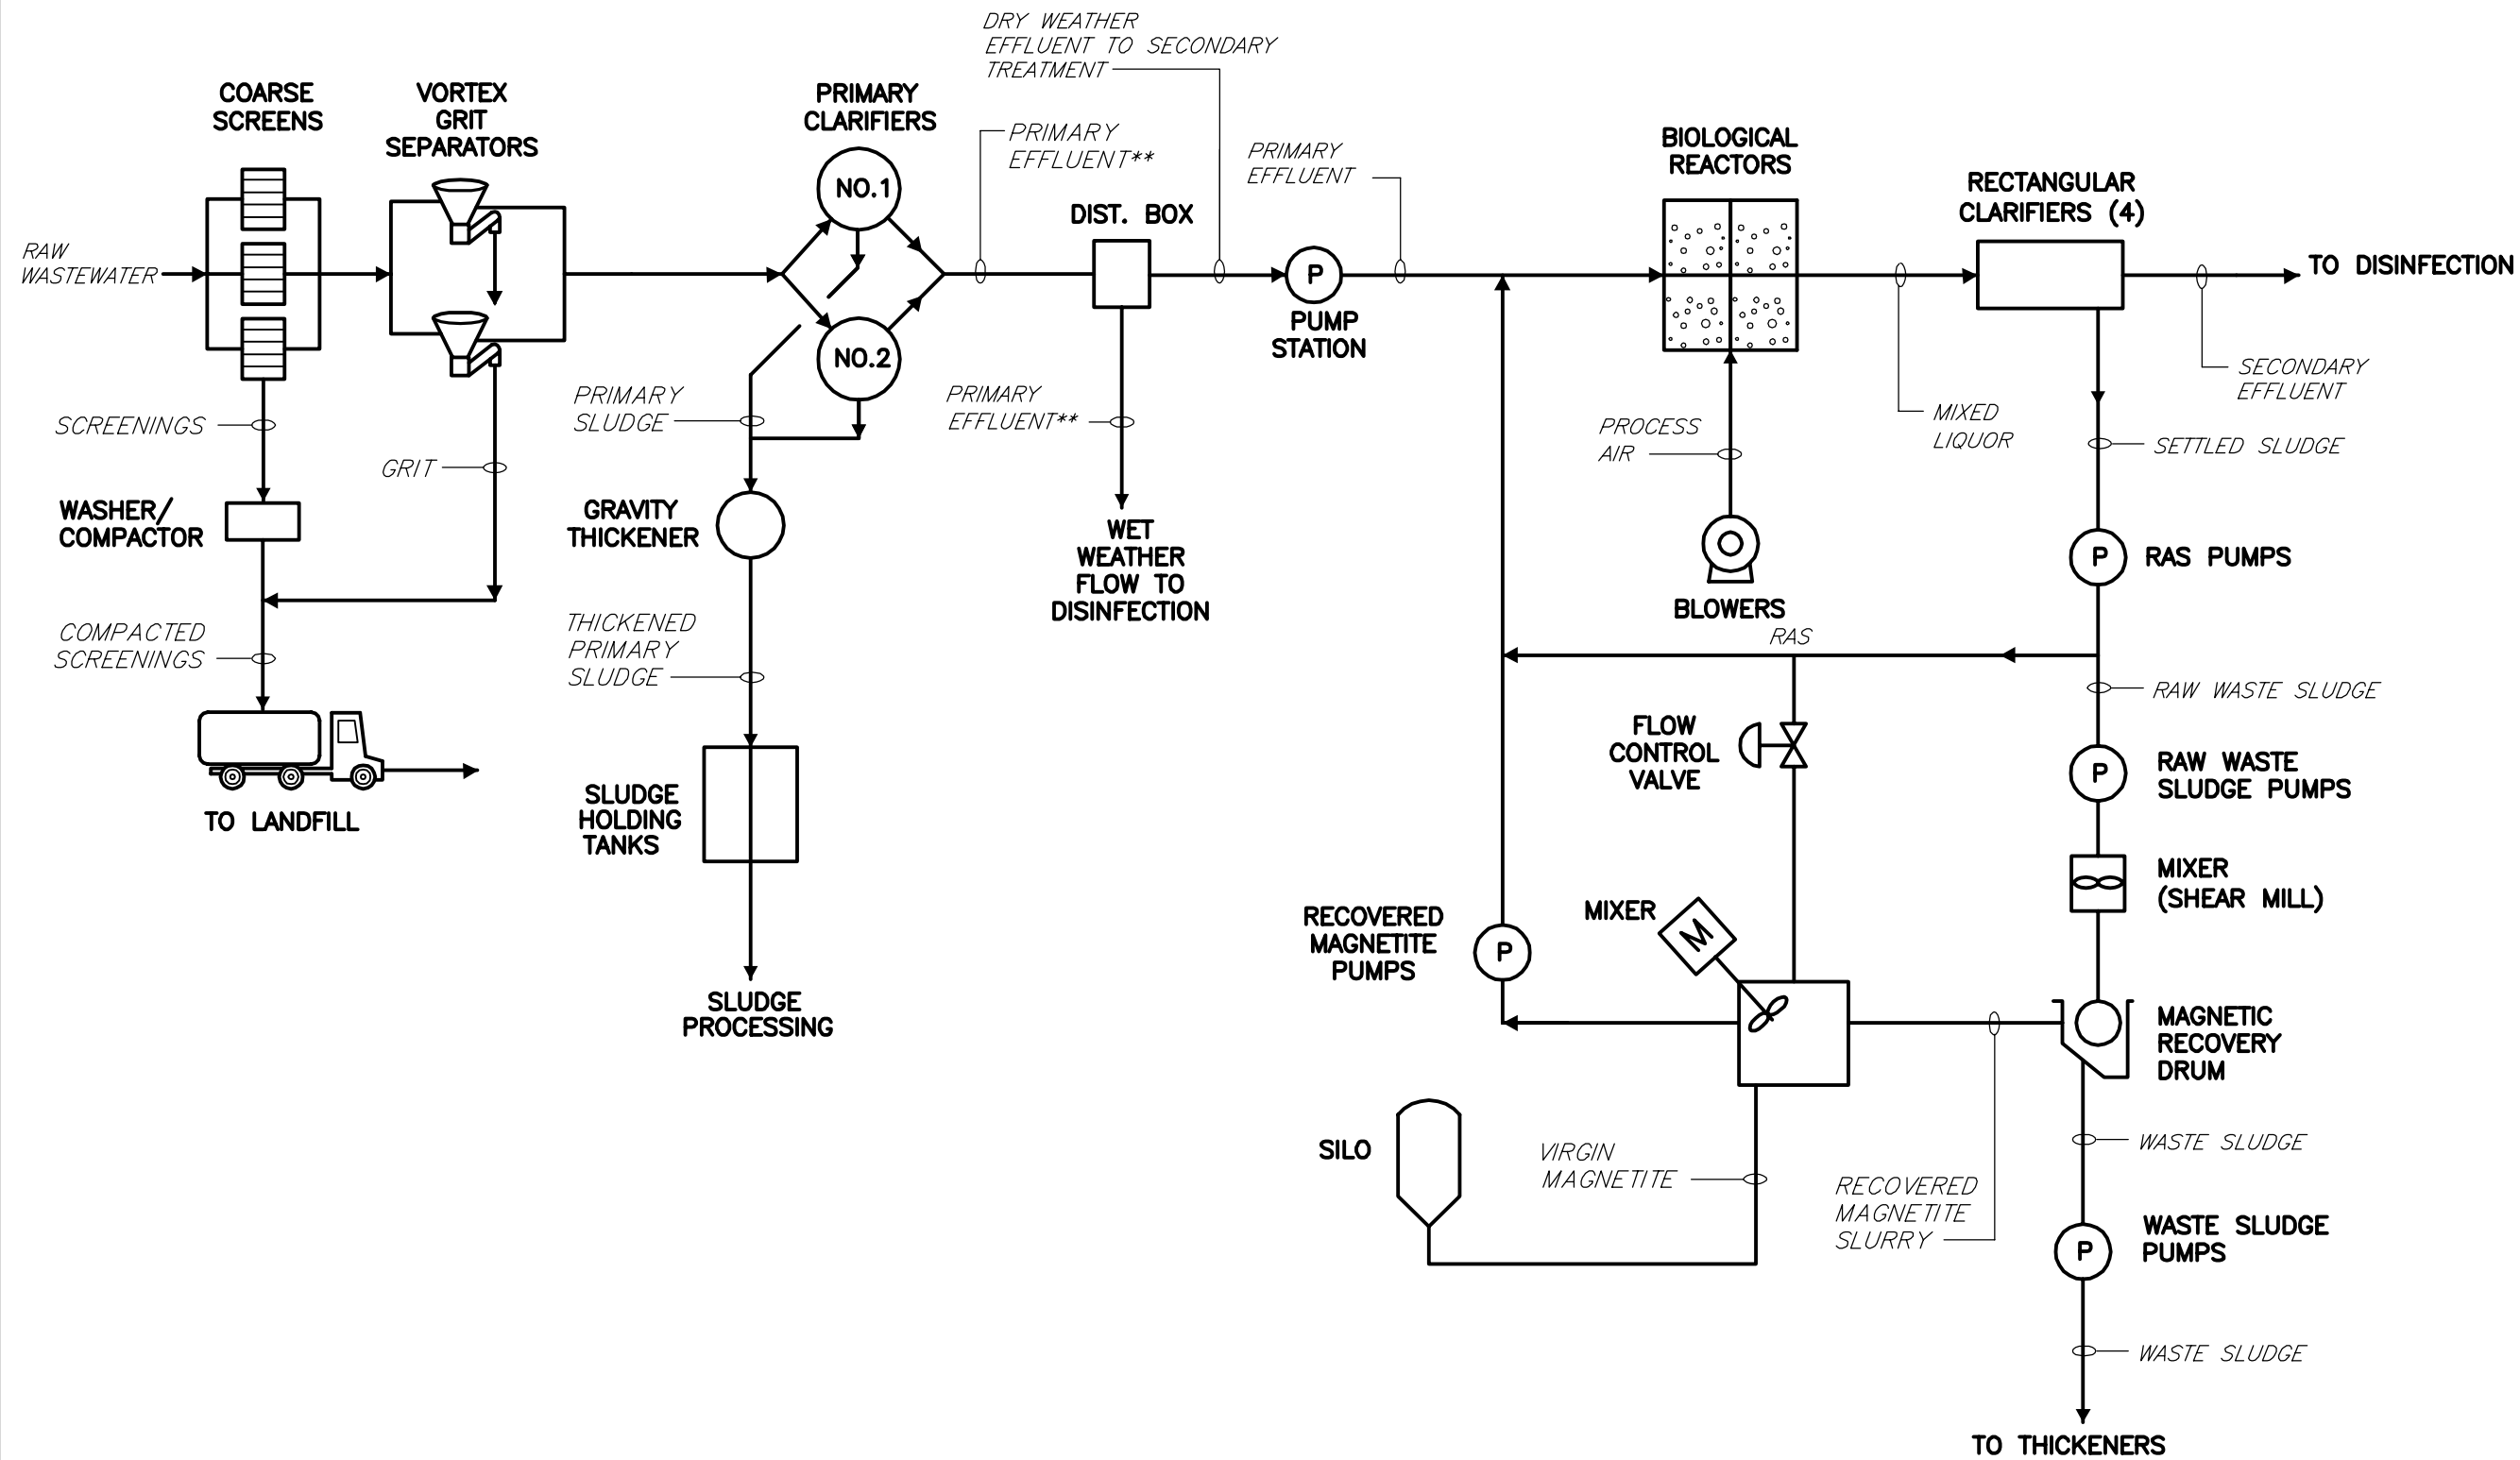 DRY WEATHER
EFFLUENT TO SECONDARY
TREATMENT
COARSE
SCREENS
VORTEX
GRIT
SEPARATORS
PRIMARY
CLARIFIERS
PRIMARY
EFFLUENT**
PRIMARY
EFFLUENT
BIOLOGICAL
REACTORS
RECTANGULAR
CLARIFIERS (4)
NO.1
DIST. BOX
RAW
WASTEWATER
P
TO DISINFECTION
PUMP
STATION
NO.2
SECONDARY
EFFLUENT
PRIMARY
SLUDGE
PRIMARY
EFFLUENT**
SCREENINGS
PROCESS
AIR
MIXED
LIQUOR
SETTLED SLUDGE
GRIT
WASHER/
COMPACTOR
GRAVITY
THICKENER
WET
WEATHER
FLOW TO
DISINFECTION
P
RAS PUMPS
BLOWERS
RAS
COMPACTED
SCREENINGS
THICKENED
PRIMARY
SLUDGE
RAW WASTE SLUDGE
FLOW
CONTROL
VALVE
P
RAW WASTE
SLUDGE PUMPS
TO LANDFILL
SLUDGE
HOLDING
TANKS
MIXER
(SHEAR MILL)
RECOVERED
MAGNETITE
PUMPS
P
MIXER
M
SLUDGE
PROCESSING
MAGNETIC
RECOVERY
DRUM
SILO
VIRGIN
MAGNETITE
RECOVERED
MAGNETITE
SLURRY
WASTE SLUDGE
P
WASTE SLUDGE
PUMPS
WASTE SLUDGE
TO THICKENERS